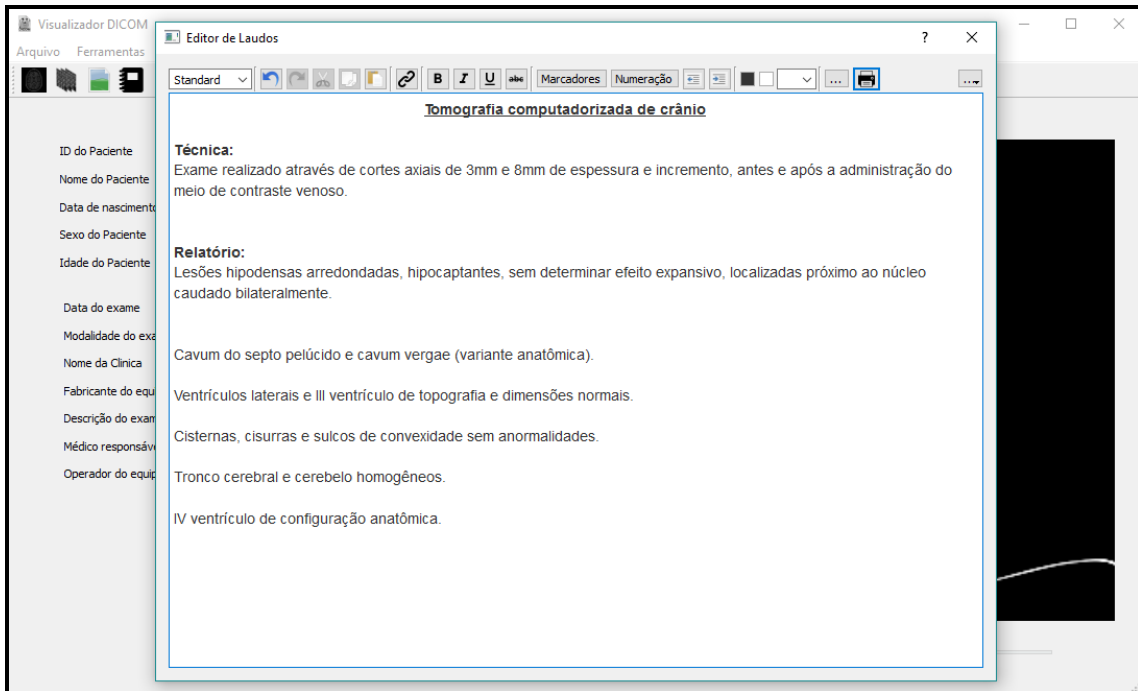 Visualizador DICOM
Arquivo Ferramentas
Editor de Laudos
?
Standard
B I U abc Marcadores Numeração ... ...
Tomografia computadorizada de crânio
Técnica:
Exame realizado através de cortes axiais de 3mm e 8mm de espessura e incremento, antes e após a administração do
meio de contraste venoso.
Relatório:
Lesões hipodensas arredondadas, hipocaptantes, sem determinar efeito expansivo, localizadas próximo ao núcleo
caudado bilateralmente.
Cavum do septo pelúcido e cavum vergae (variante anatômica).
Ventrículos laterais e III ventrículo de topografia e dimensões normais.
Cisternas, cisurras e sulcos de convexidade sem anormalidades.
Tronco cerebral e cerebelo homogêneos.
IV ventrículo de configuração anatômica.
ID do Paciente
Nome do Paciente
Data de nascimento
Sexo do Paciente
Idade do Paciente
Data do exame
Modalidade do exa
Nome da Clinica
Fabricante do equi
Descrição do exam
Médico responsáv
Operador do equip